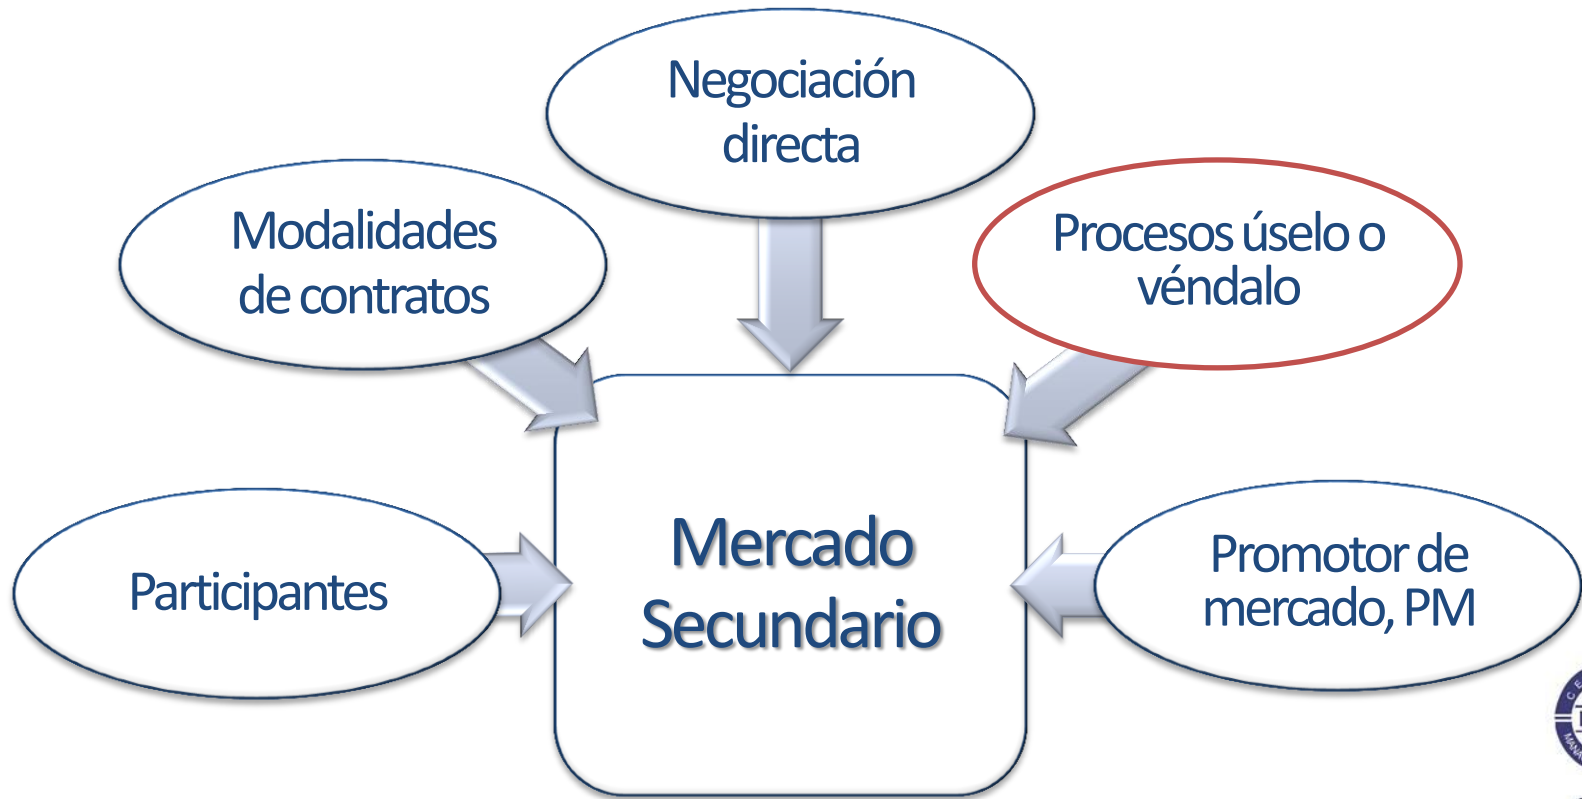 Negociación
directa
Modalidades
de contratos
Procesos úselo o
véndalo
Participantes
Mercado
Secundario
Promotor de
mercado, PM